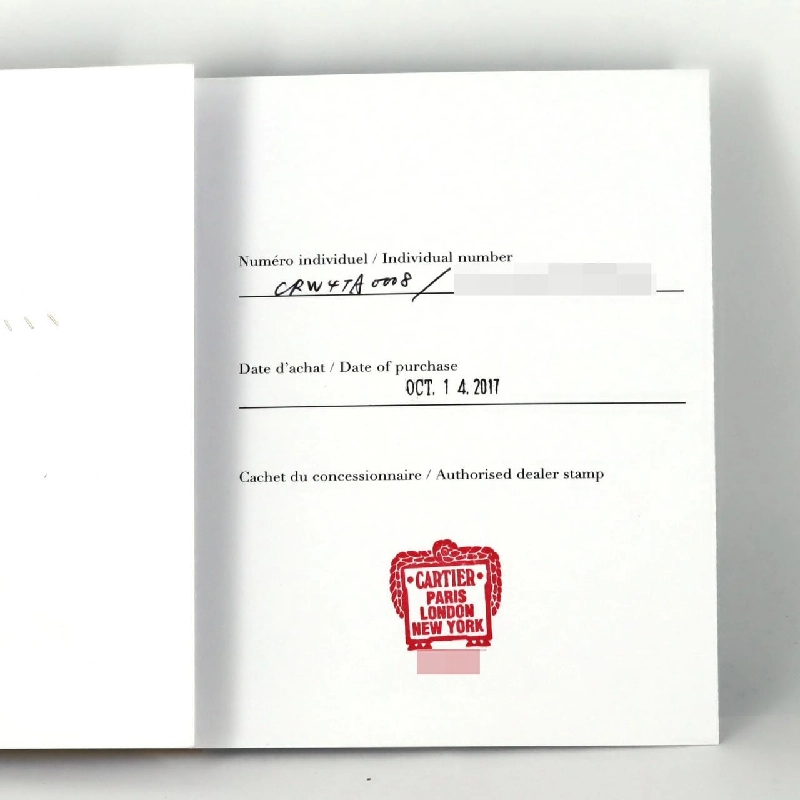 Numéro individuel / Individual number
CRW4TA0008 /
Date d'achat / Date of purchase
OCT. 1 4. 2017
Cachet du concessionnaire / Authorised dealer stamp
•CARTIER•
PARIS
LONDON
NEW YORK